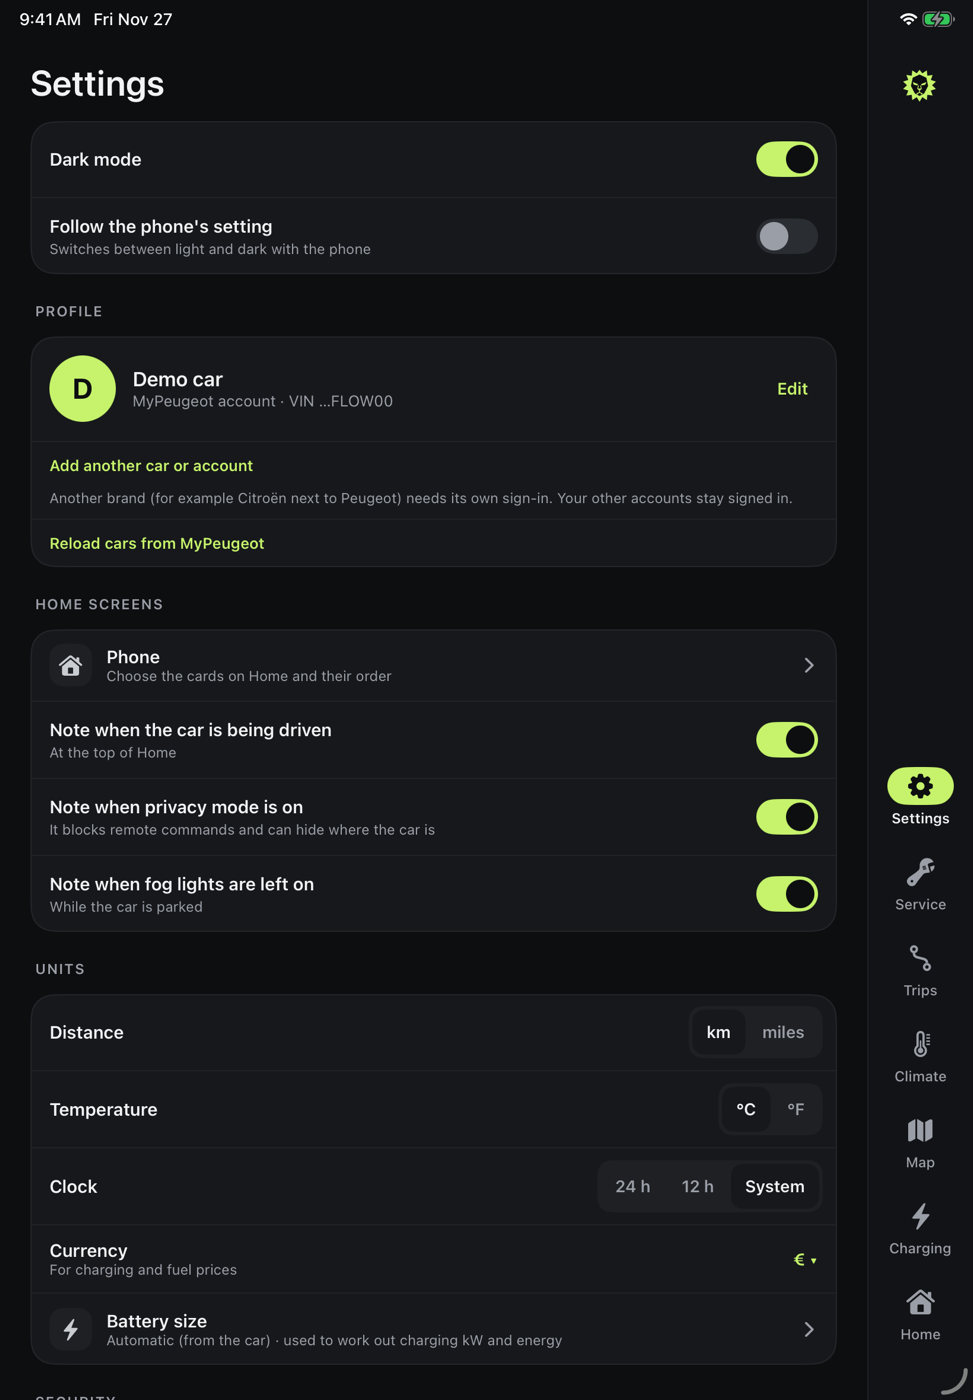 9:41 AM Fri Nov 27
Settings
Dark mode
Follow the phone's setting
Switches between light and dark with the phone
PROFILE
D
Demo car
MyPeugeot account · VIN ...FLOW00
Edit
Add another car or account
Another brand (for example Citroën next to Peugeot) needs its own sign-in. Your other accounts stay signed in.
Reload cars from MyPeugeot
HOME SCREENS
Phone
Choose the cards on Home and their order
Note when the car is being driven
At the top of Home
Note when privacy mode is on
It blocks remote commands and can hide where the car is
Note when fog lights are left on
While the car is parked
UNITS
Distance
km miles
Temperature
°C °F
Clock
24 h 12 h System
Currency
For charging and fuel prices
€
Battery size
Automatic (from the car) · used to work out charging kW and energy
SECURITY
Settings
Service
Trips
Climate
Map
Charging
Home